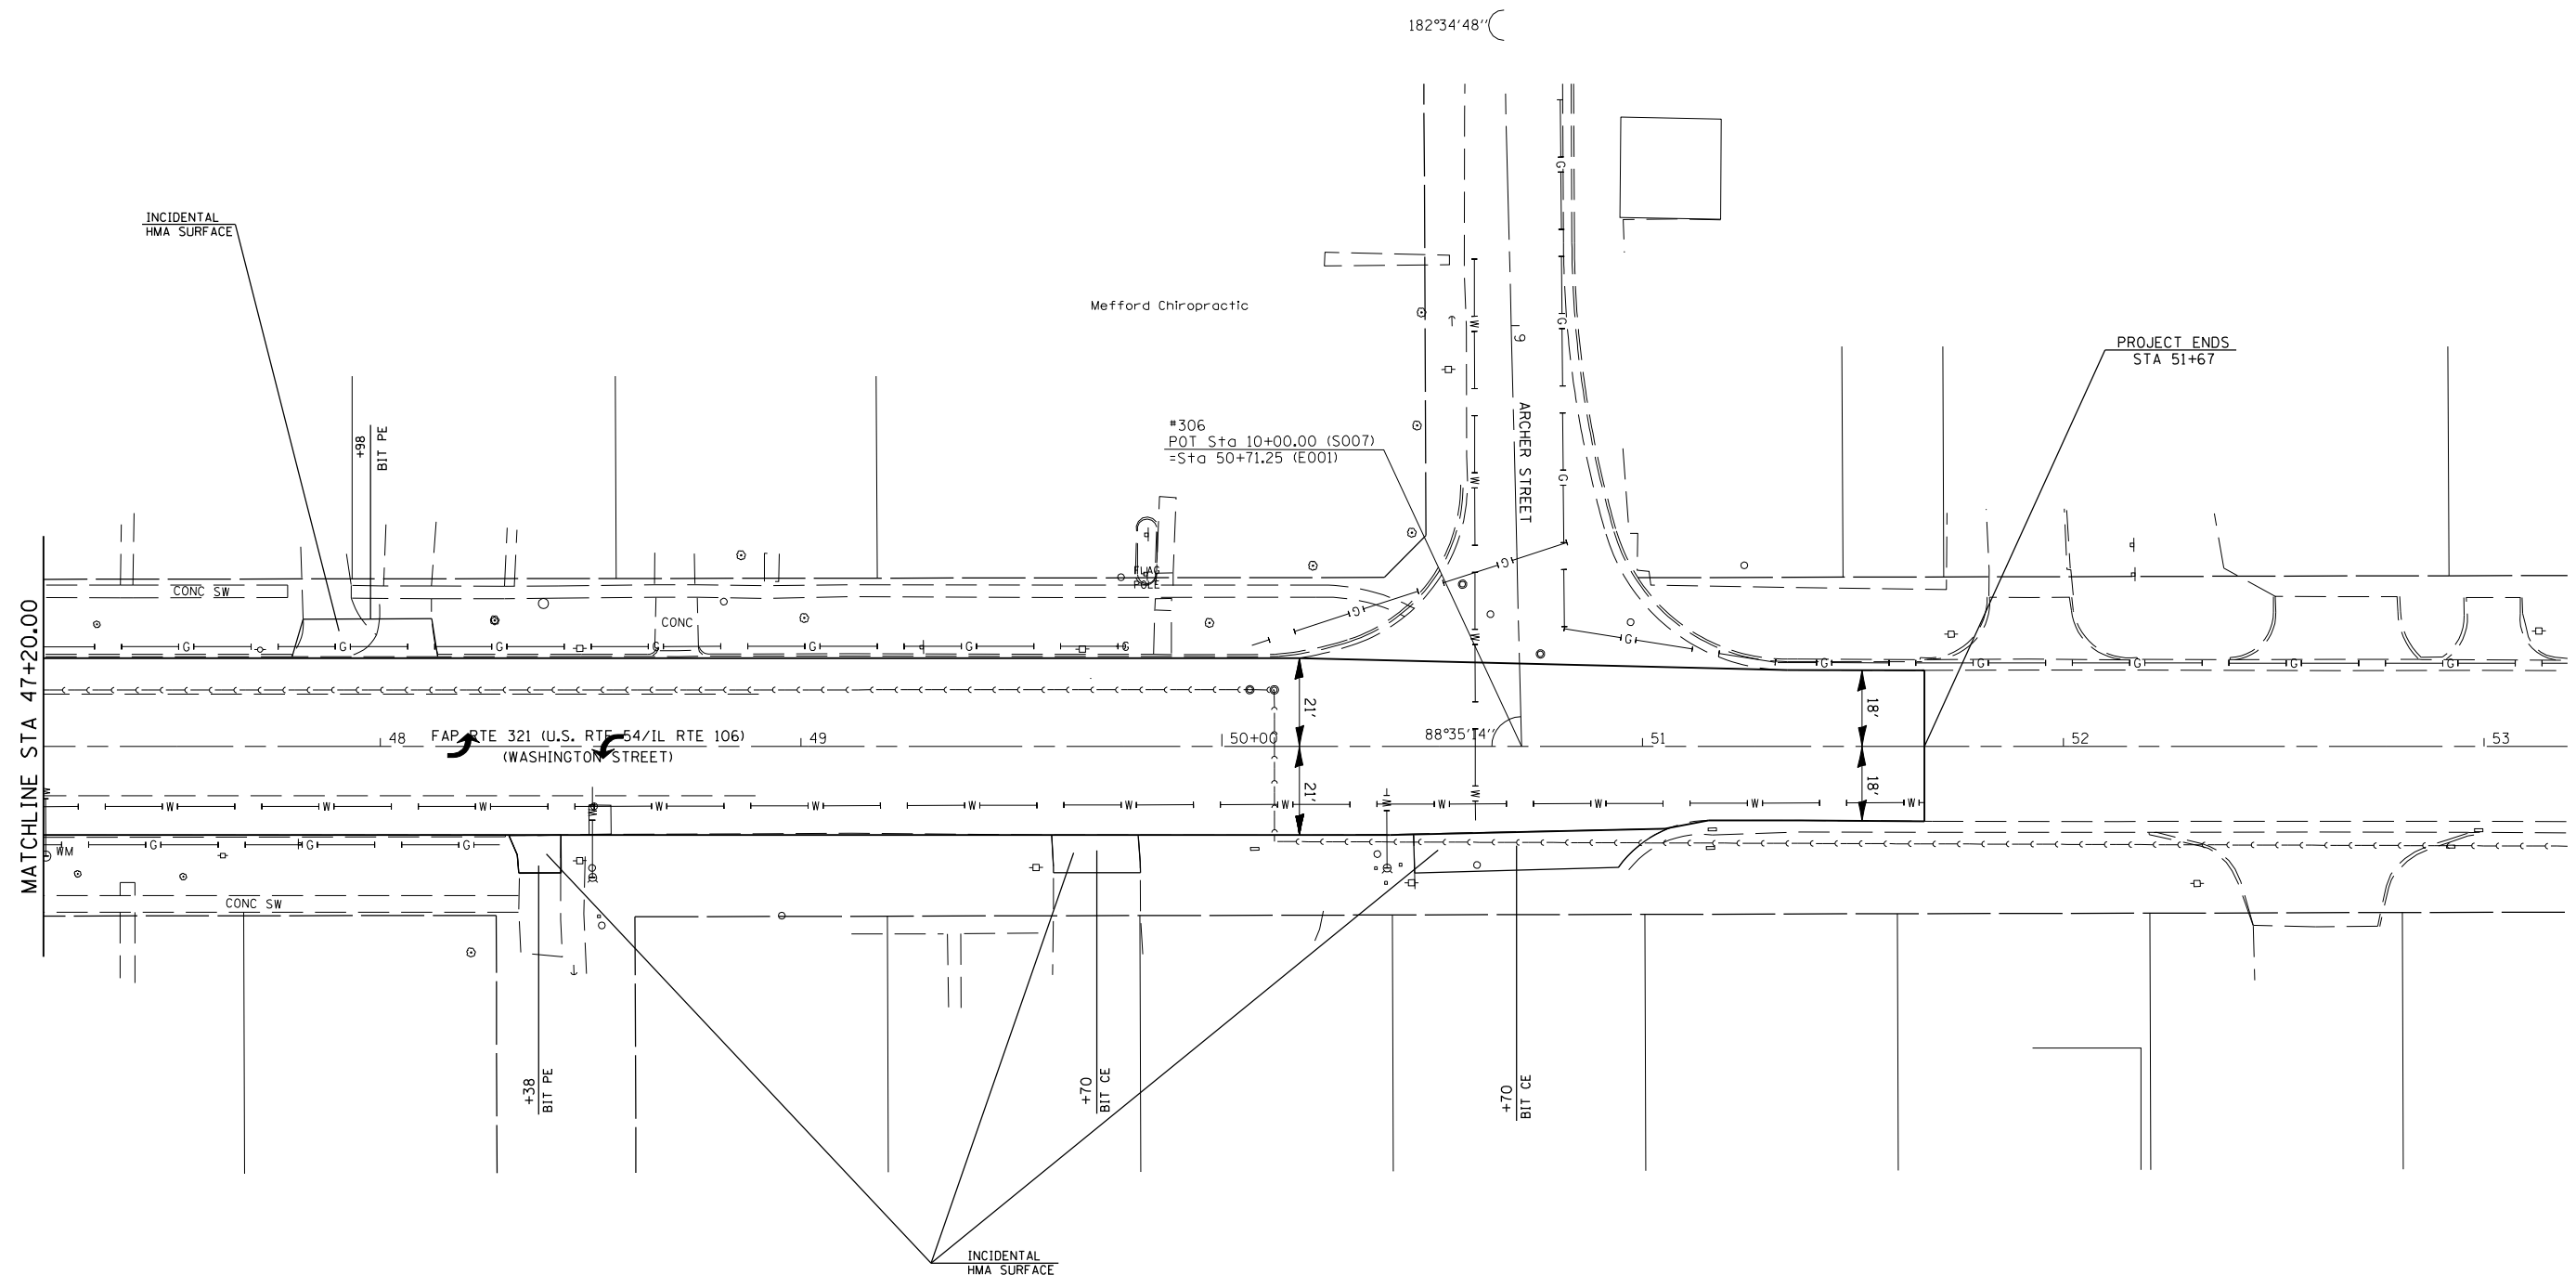 182°34'48"
INCIDENTAL
HMA SURFACE
Mefford Chiropractic
9
PROJECT ENDS
STA 51+67
+98
BIT PE
ARCHER STREET
#306
POT Sta 10+00.00 (S007)
=Sta 50+71.25 (E001)
G
G
G
W
W
G
FLAG
POLE
CONC SW
CONC
G
G
W
G
G G G G G G G G
G G G G G
MATCHLINE STA 47+20.00
21'
18'
48 FAP RTE 321 (U.S. RTE 54/IL RTE 106) 49 50+00 88°35'14" 51 52 53
(WASHINGTON STREET)
21'
18'
W W W W W W W W W W W W W W W W
G G G
WM
CONC SW
+38
BIT PE
+70
BIT CE
+70
BIT CE
INCIDENTAL
HMA SURFACE